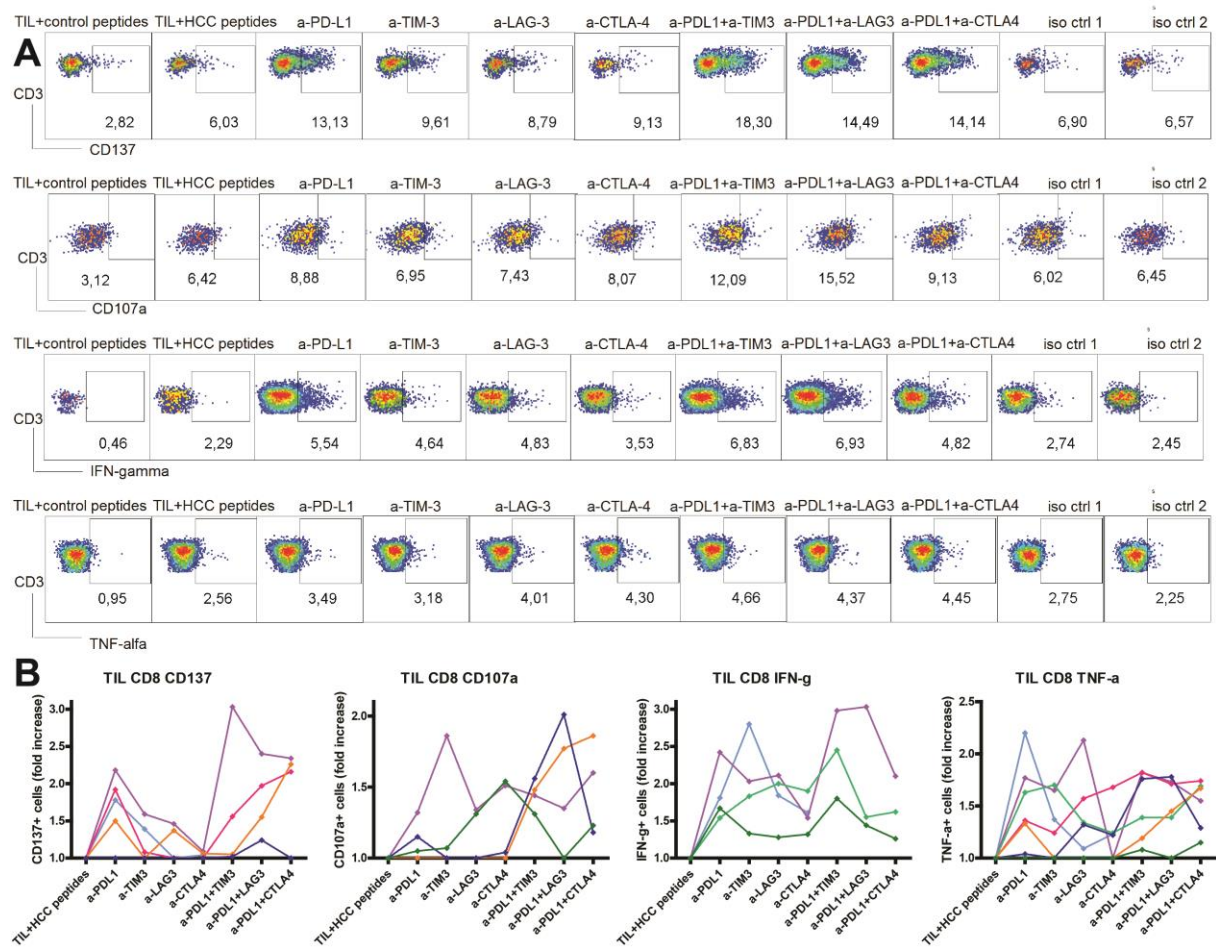 TIL+control peptides TIL+HCC peptides a-PD-L1 a-TIM-3 a-LAG-3 a-CTLA-4 a-PDL1+a-TIM3 a-PDL1+a-LAG3 a-PDL1+a-CTLA4 iso ctrl 1 iso ctrl 2
A
CD3
2,82 6,03 13,13 9,61 8,79 9,13 18,30 14,49 14,14 6,90 6,57
CD137
TIL+control peptides TIL+HCC peptides a-PD-L1 a-TIM-3 a-LAG-3 a-CTLA-4 a-PDL1+a-TIM3 a-PDL1+a-LAG3 a-PDL1+a-CTLA4 iso ctrl 1 iso ctrl 2
CD3
3,12 6,42 8,88 6,95 7,43 8,07 12,09 15,52 9,13 6,02 6,45
CD107a
TIL+control peptides TIL+HCC peptides a-PD-L1 a-TIM-3 a-LAG-3 a-CTLA-4 a-PDL1+a-TIM3 a-PDL1+a-LAG3 a-PDL1+a-CTLA4 iso ctrl 1 iso ctrl 2
CD3
0,46 2,29 5,54 4,64 4,83 3,53 6,83 6,93 4,82 2,74 2,45
IFN-gamma
TIL+control peptides TIL+HCC peptides a-PD-L1 a-TIM-3 a-LAG-3 a-CTLA-4 a-PDL1+a-TIM3 a-PDL1+a-LAG3 a-PDL1+a-CTLA4 iso ctrl 1 iso ctrl 2
CD3
0,95 2,56 3,49 3,18 4,01 4,30 4,66 4,37 4,45 2,75 2,25
TNF-alfa
B
TIL CD8 CD137
CD137+ cells (fold increase)
3.0
2.5
2.0
1.5
1.0
TIL+HCC peptides
a-PDL1
a-TIM3
a-LAG3
a-CTLA4
a-PDL1+TIM3
a-PDL1+LAG3
a-PDL1+CTLA4
TIL CD8 CD107a
CD107a+ cells (fold increase)
2.0
1.5
1.0
TIL+HCC peptides
a-PDL1
a-TIM3
a-LAG3
a-CTLA4
a-PDL1+TIM3
a-PDL1+LAG3
a-PDL1+CTLA4
TIL CD8 IFN-g
IFN-g+ cells (fold increase)
3.0
2.5
2.0
1.5
1.0
TIL+HCC peptides
a-PDL1
a-TIM3
a-LAG3
a-CTLA4
a-PDL1+TIM3
a-PDL1+LAG3
a-PDL1+CTLA4
TIL CD8 TNF-a
TNF-a+ cells (fold increase)
2.5
2.0
1.5
1.0
TIL+HCC peptides
a-PDL1
a-TIM3
a-LAG3
a-CTLA4
a-PDL1+TIM3
a-PDL1+LAG3
a-PDL1+CTLA4